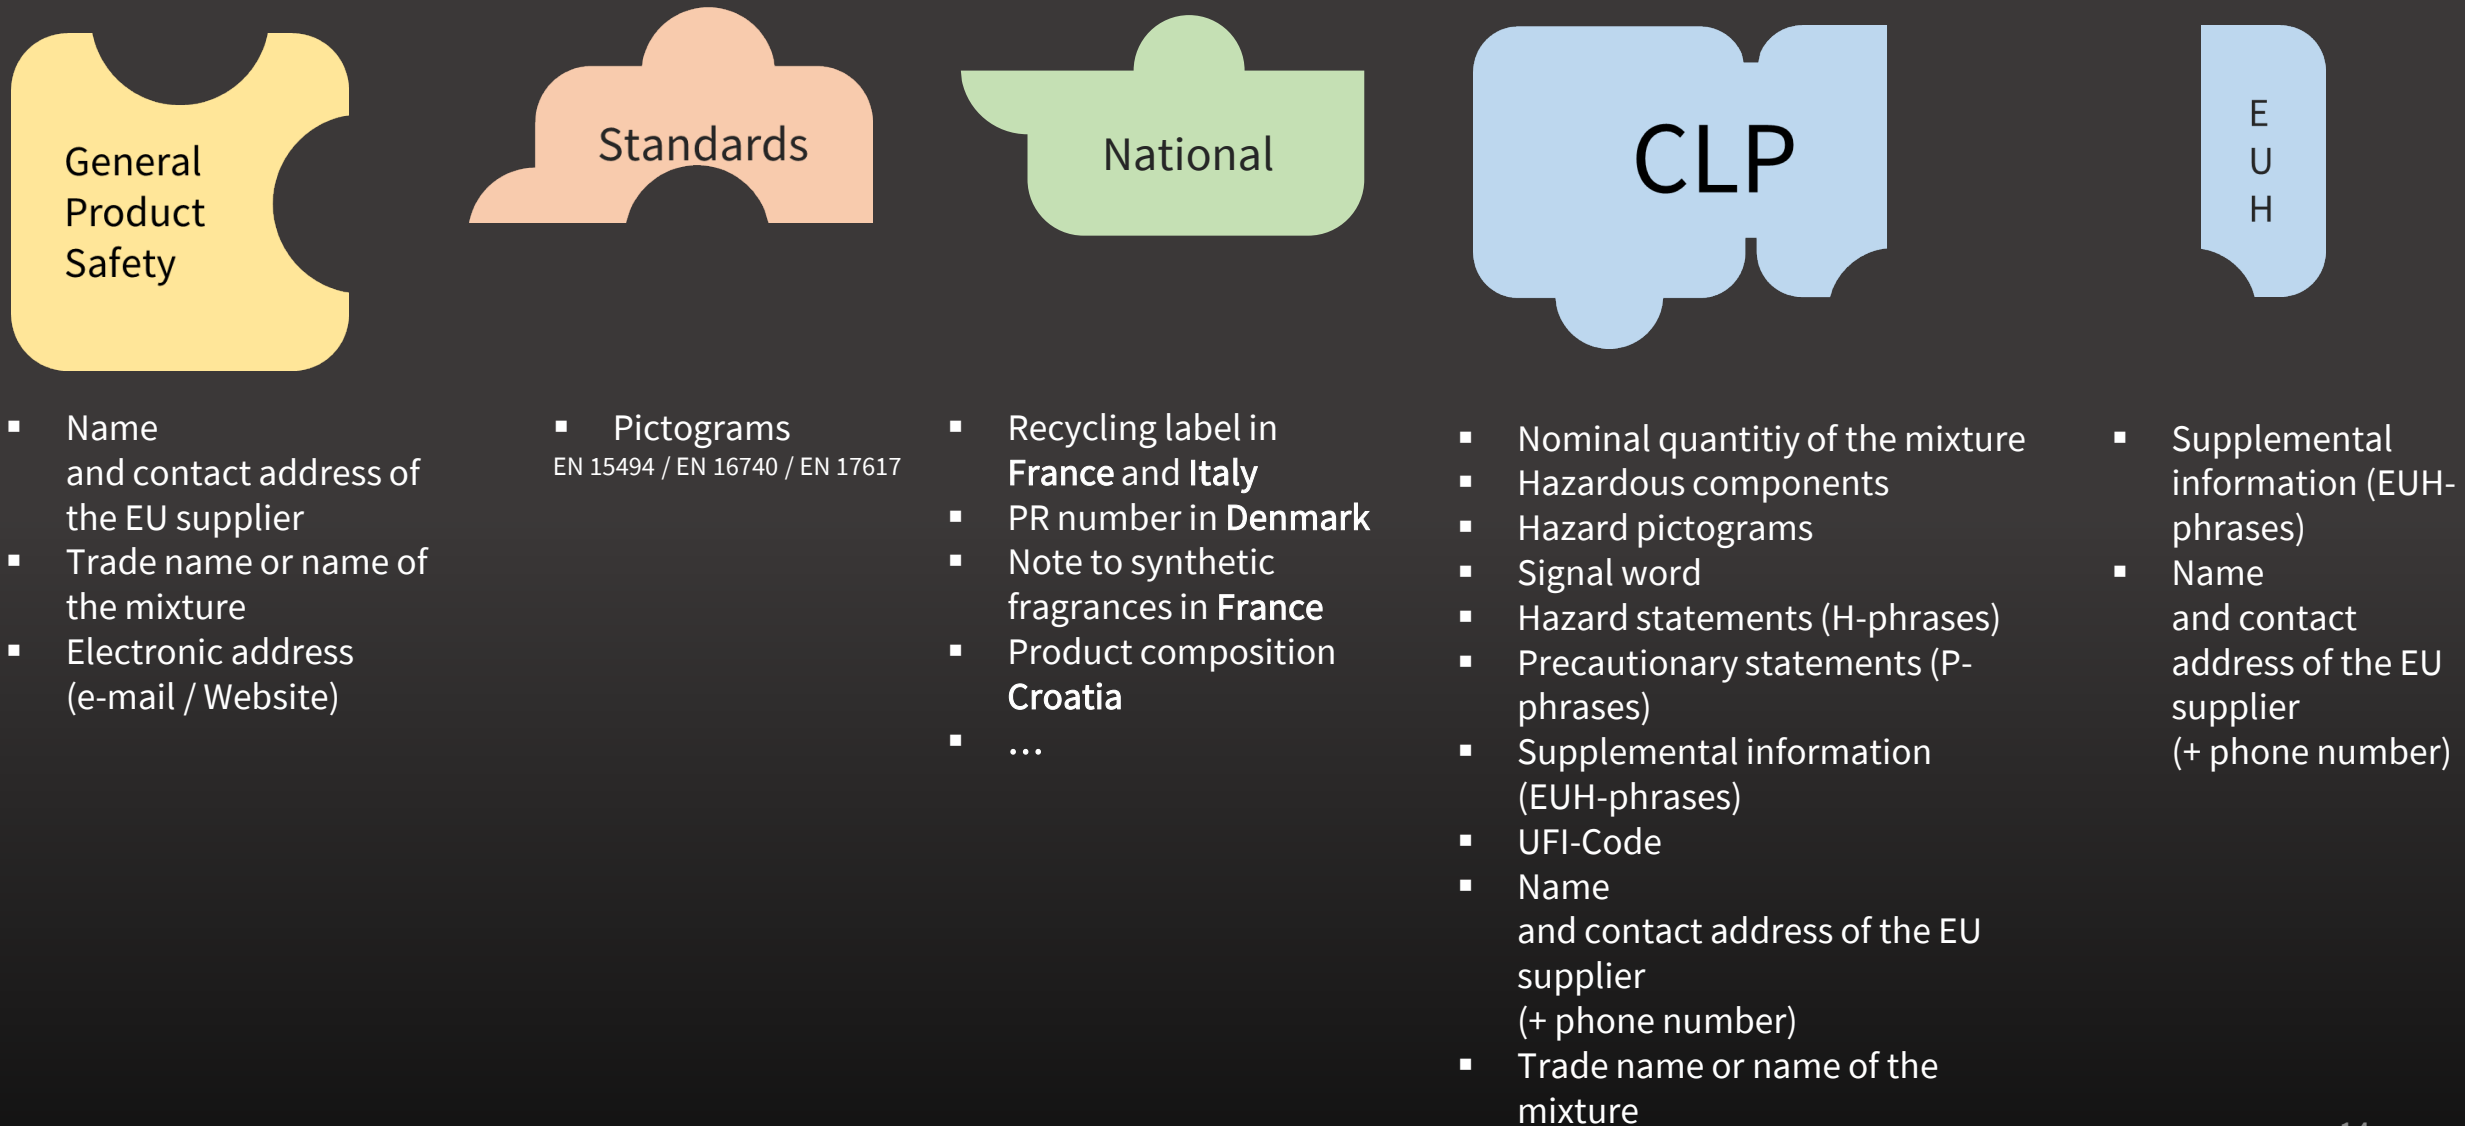 General
Product
Safety
▪ Name
and contact address of
the EU supplier
▪ Trade name or name of
the mixture
▪ Electronic address
(e-mail / Website)
Standards
▪ Pictograms
EN 15494 / EN 16740 / EN 17617
National
▪ Recycling label in
France and Italy
▪ PR number in Denmark
▪ Note to synthetic
fragrances in France
▪ Product composition
Croatia
▪ …
CLP
▪ Nominal quantitiy of the mixture
▪ Hazardous components
▪ Hazard pictograms
▪ Signal word
▪ Hazard statements (H-phrases)
▪ Precautionary statements (P-
phrases)
▪ Supplemental information
(EUH-phrases)
▪ UFI-Code
▪ Name
and contact address of the EU
supplier
(+ phone number)
▪ Trade name or name of the
mixture
E
U
H
▪ Supplemental
information (EUH-
phrases)
▪ Name
and contact
address of the EU
supplier
(+ phone number)